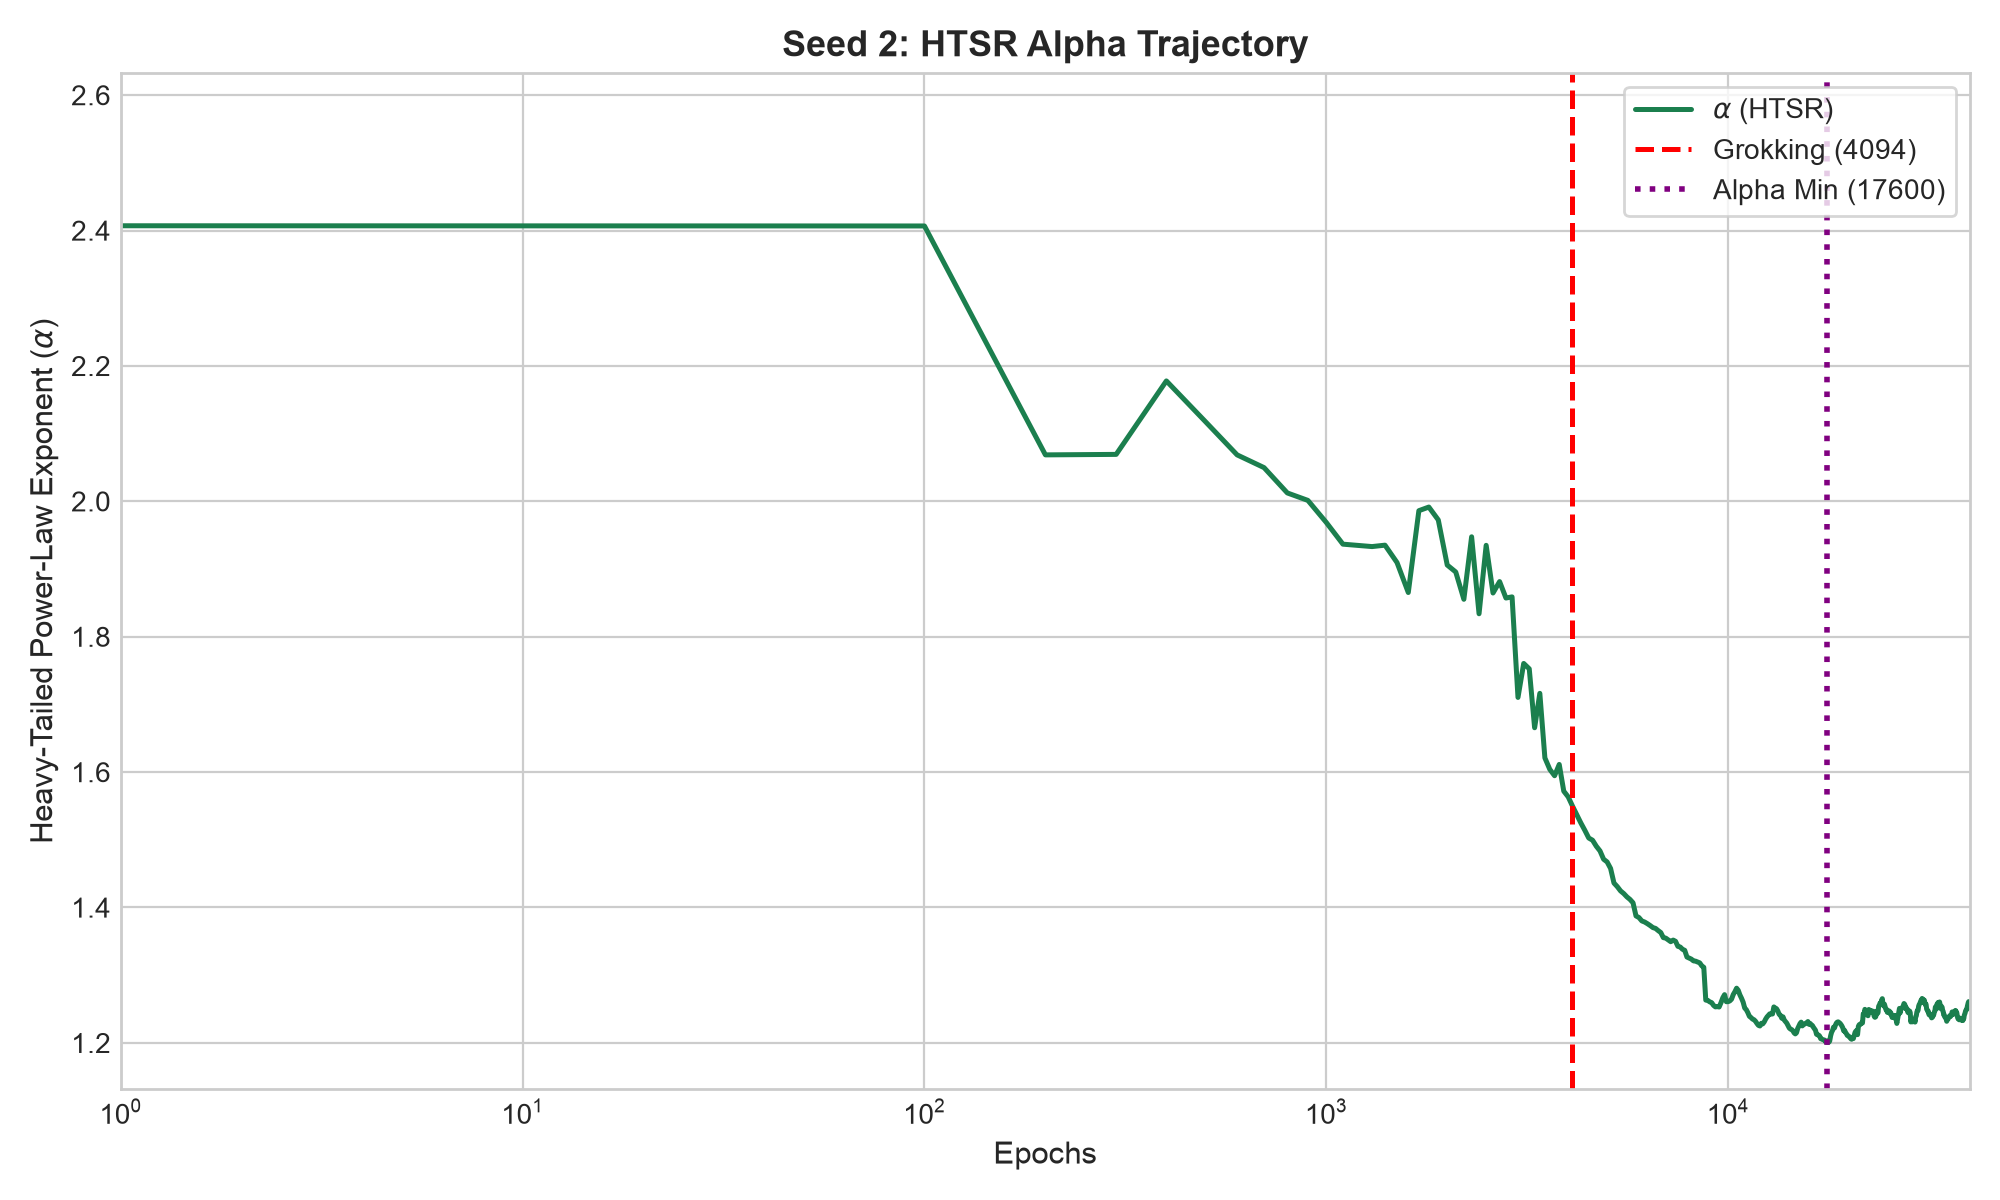 Seed 2: HTSR Alpha Trajectory
α (HTSR)
Grokking (4094)
Alpha Min (17600)
Heavy-Tailed Power-Law Exponent (α)
2.6
2.4
2.2
2.0
1.8
1.6
1.4
1.2
10⁰ 10¹ 10² 10³ 10⁴
Epochs